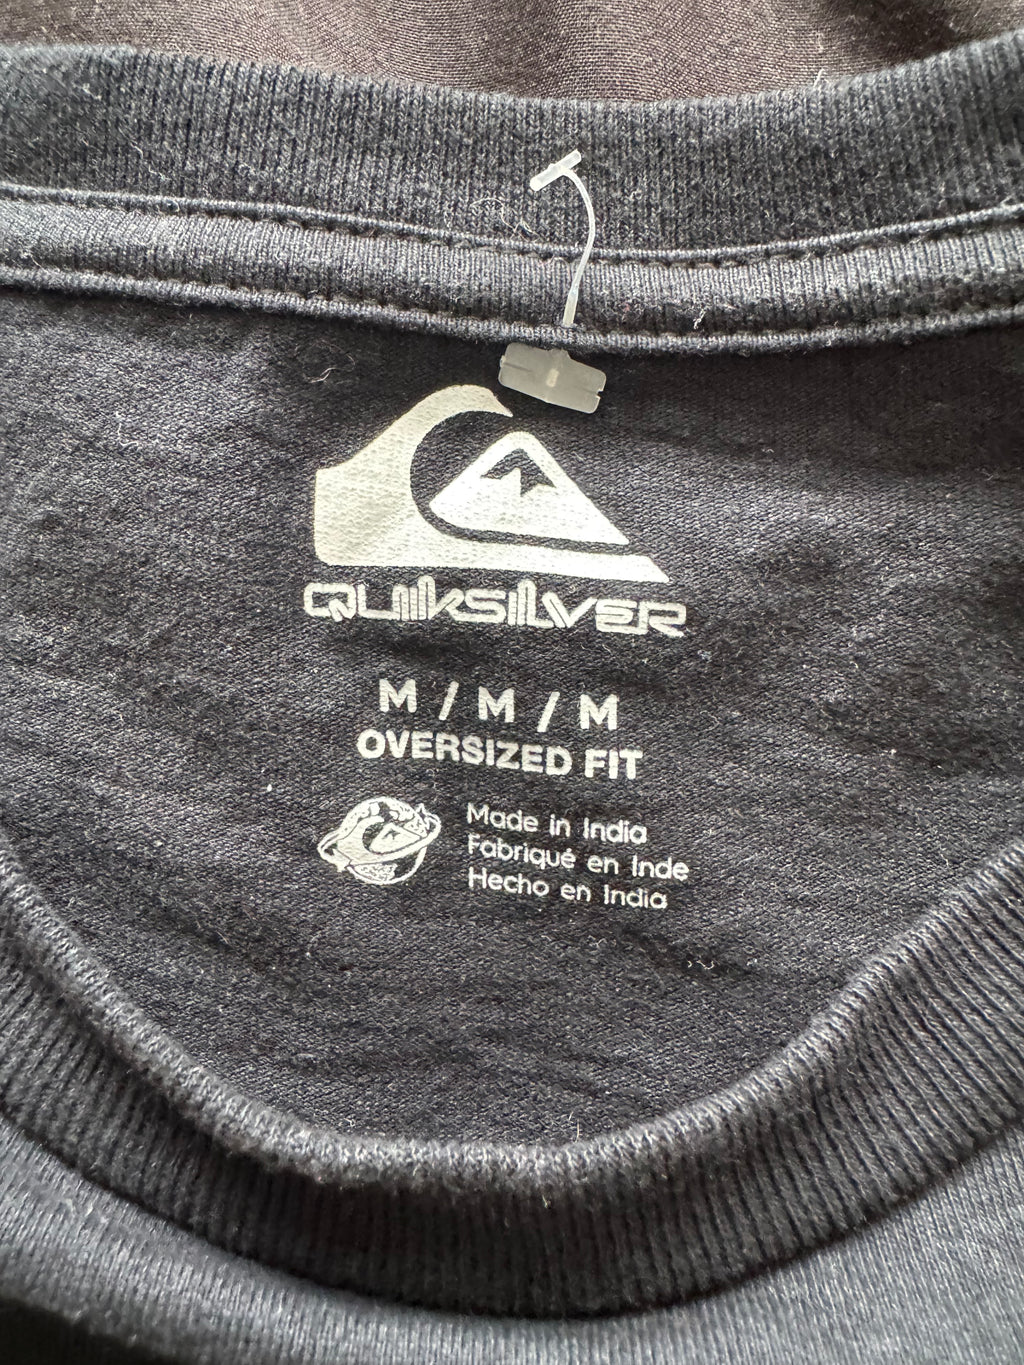 QUIKSILVER
M / M / M
OVERSIZED FIT
Made in India
Fabriqué en Inde
Hecho en India